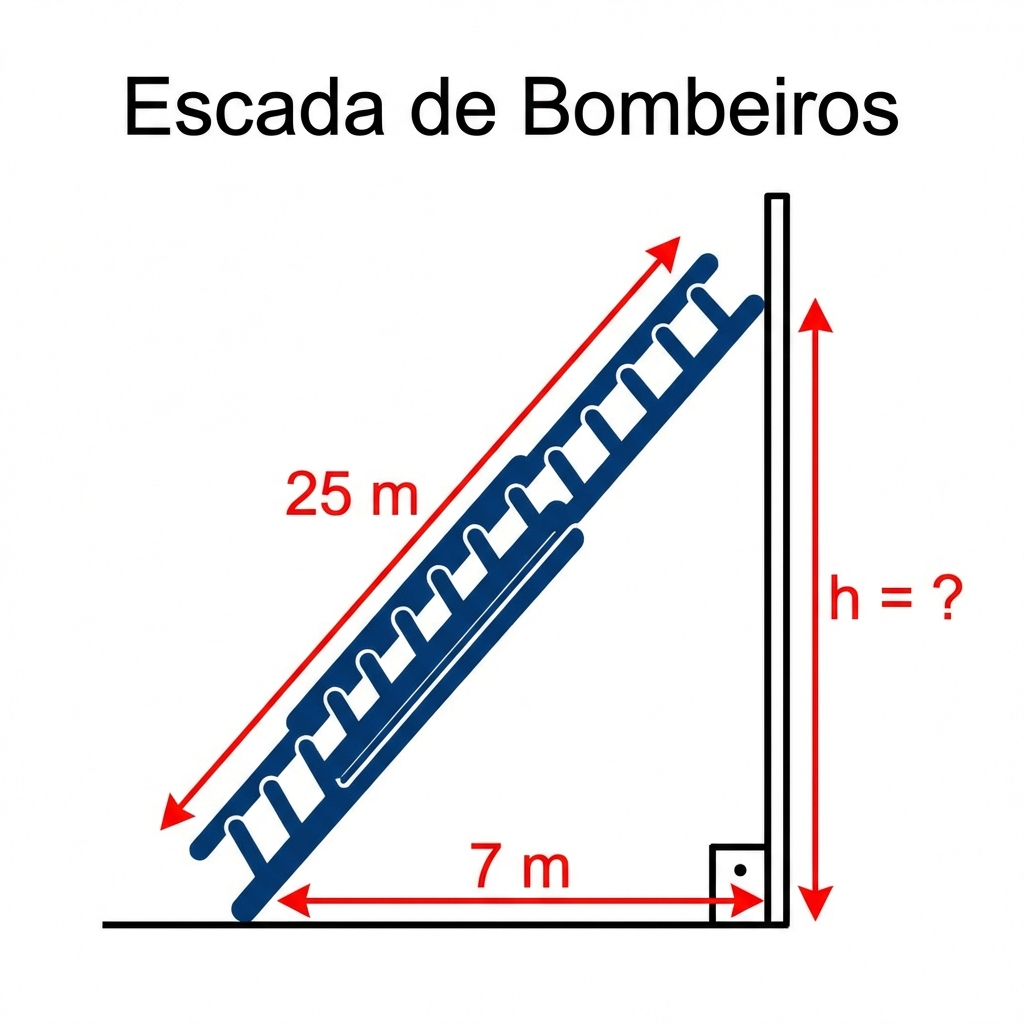 Escada de Bombeiros
25 m
h = ?
7 m